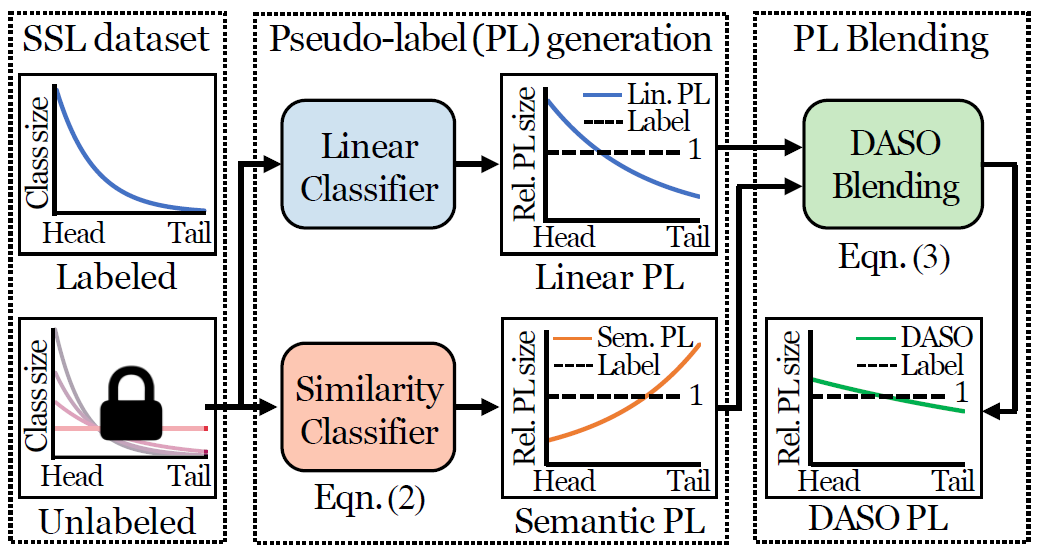 SSL dataset
Class size
Head Tail
Labeled
Class size
Head Tail
Unlabeled
Pseudo-label (PL) generation
Linear
Classifier
Rel. PL size
Lin. PL
Label
1
Head Tail
Linear PL
Similarity
Classifier
Eqn. (2)
Rel. PL size
Sem. PL
Label
1
Head Tail
Semantic PL
PL Blending
DASO
Blending
Eqn. (3)
Rel. PL size
DASO
Label
1
Head Tail
DASO PL